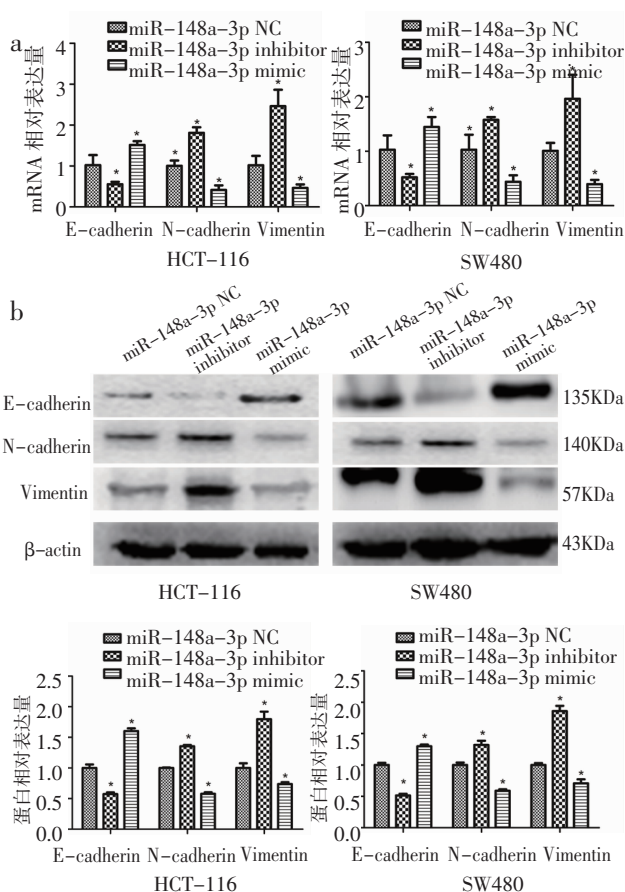 a
miR-148a-3p NC
miR-148a-3p inhibitor
miR-148a-3p mimic
mRNA 相对表达量
4
3
2
1
0
* * * * * * *
E-cadherin N-cadherin Vimentin
HCT-116
miR-148a-3p NC
miR-148a-3p inhibitor
miR-148a-3p mimic
mRNA 相对表达量
3
2
1
0
* * * * * * *
E-cadherin N-cadherin Vimentin
SW480
b
miR-148a-3p NC
miR-148a-3p
inhibitor
miR-148a-3p
mimic
miR-148a-3p NC
miR-148a-3p
inhibitor
miR-148a-3p
mimic
E-cadherin 135KDa
N-cadherin 140KDa
Vimentin 57KDa
β-actin 43KDa
HCT-116 SW480
miR-148a-3p NC
miR-148a-3p inhibitor
miR-148a-3p mimic
蛋白相对表达量
2.5
2.0
1.5
1.0
0.5
0.0
* * * * * *
E-cadherin N-cadherin Vimentin
HCT-116
miR-148a-3p NC
miR-148a-3p inhibitor
miR-148a-3p mimic
蛋白相对表达量
2.5
2.0
1.5
1.0
0.5
0.0
* * * * * *
E-cadherin N-cadherin Vimentin
SW480